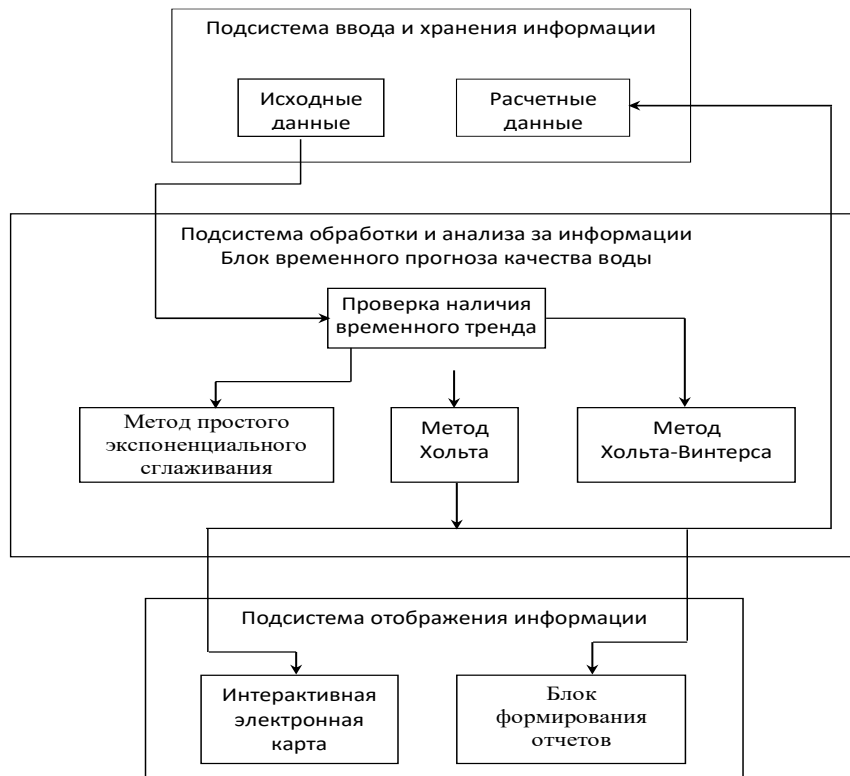 Подсистема ввода и хранения информации
Исходные
данные
Расчетные
данные
Подсистема обработки и анализа за информации
Блок временного прогноза качества воды
Проверка наличия
временного тренда
Метод простого
экспоненциального
сглаживания
Метод
Хольта
Метод
Хольта-Винтерса
Подсистема отображения информации
Интерактивная
электронная
карта
Блок
формирования
отчетов